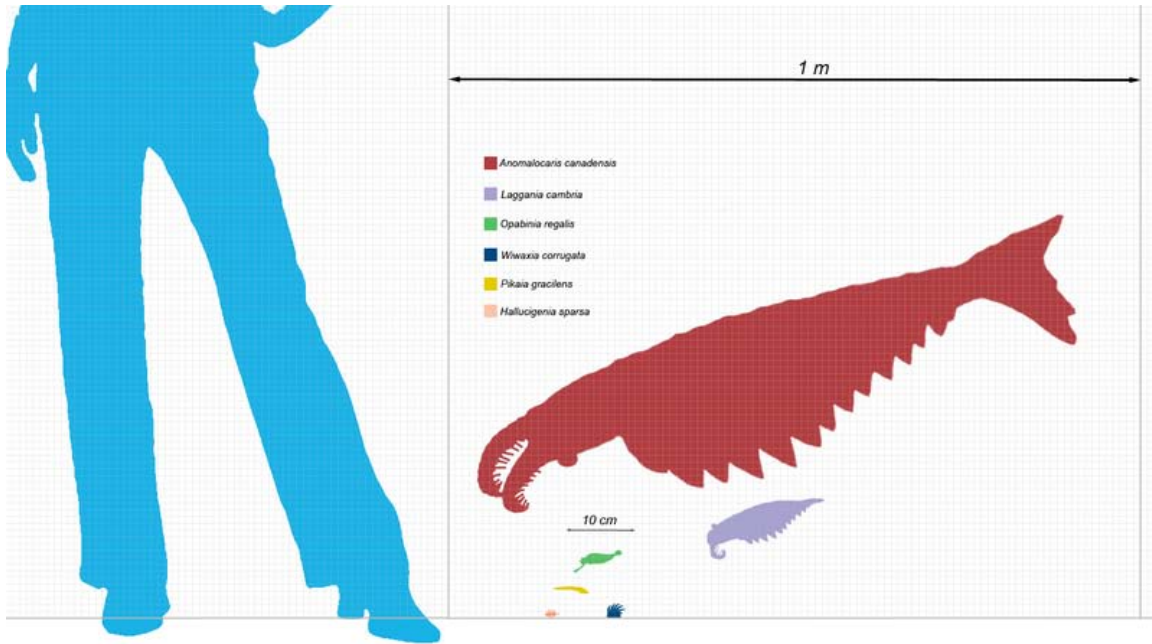 1 m
Anomalocaris canadensis
Laggania cambria
Opabinia regalis
Wiwaxia corrugata
Pikaia gracilens
Hallucigenia sparsa
10 cm